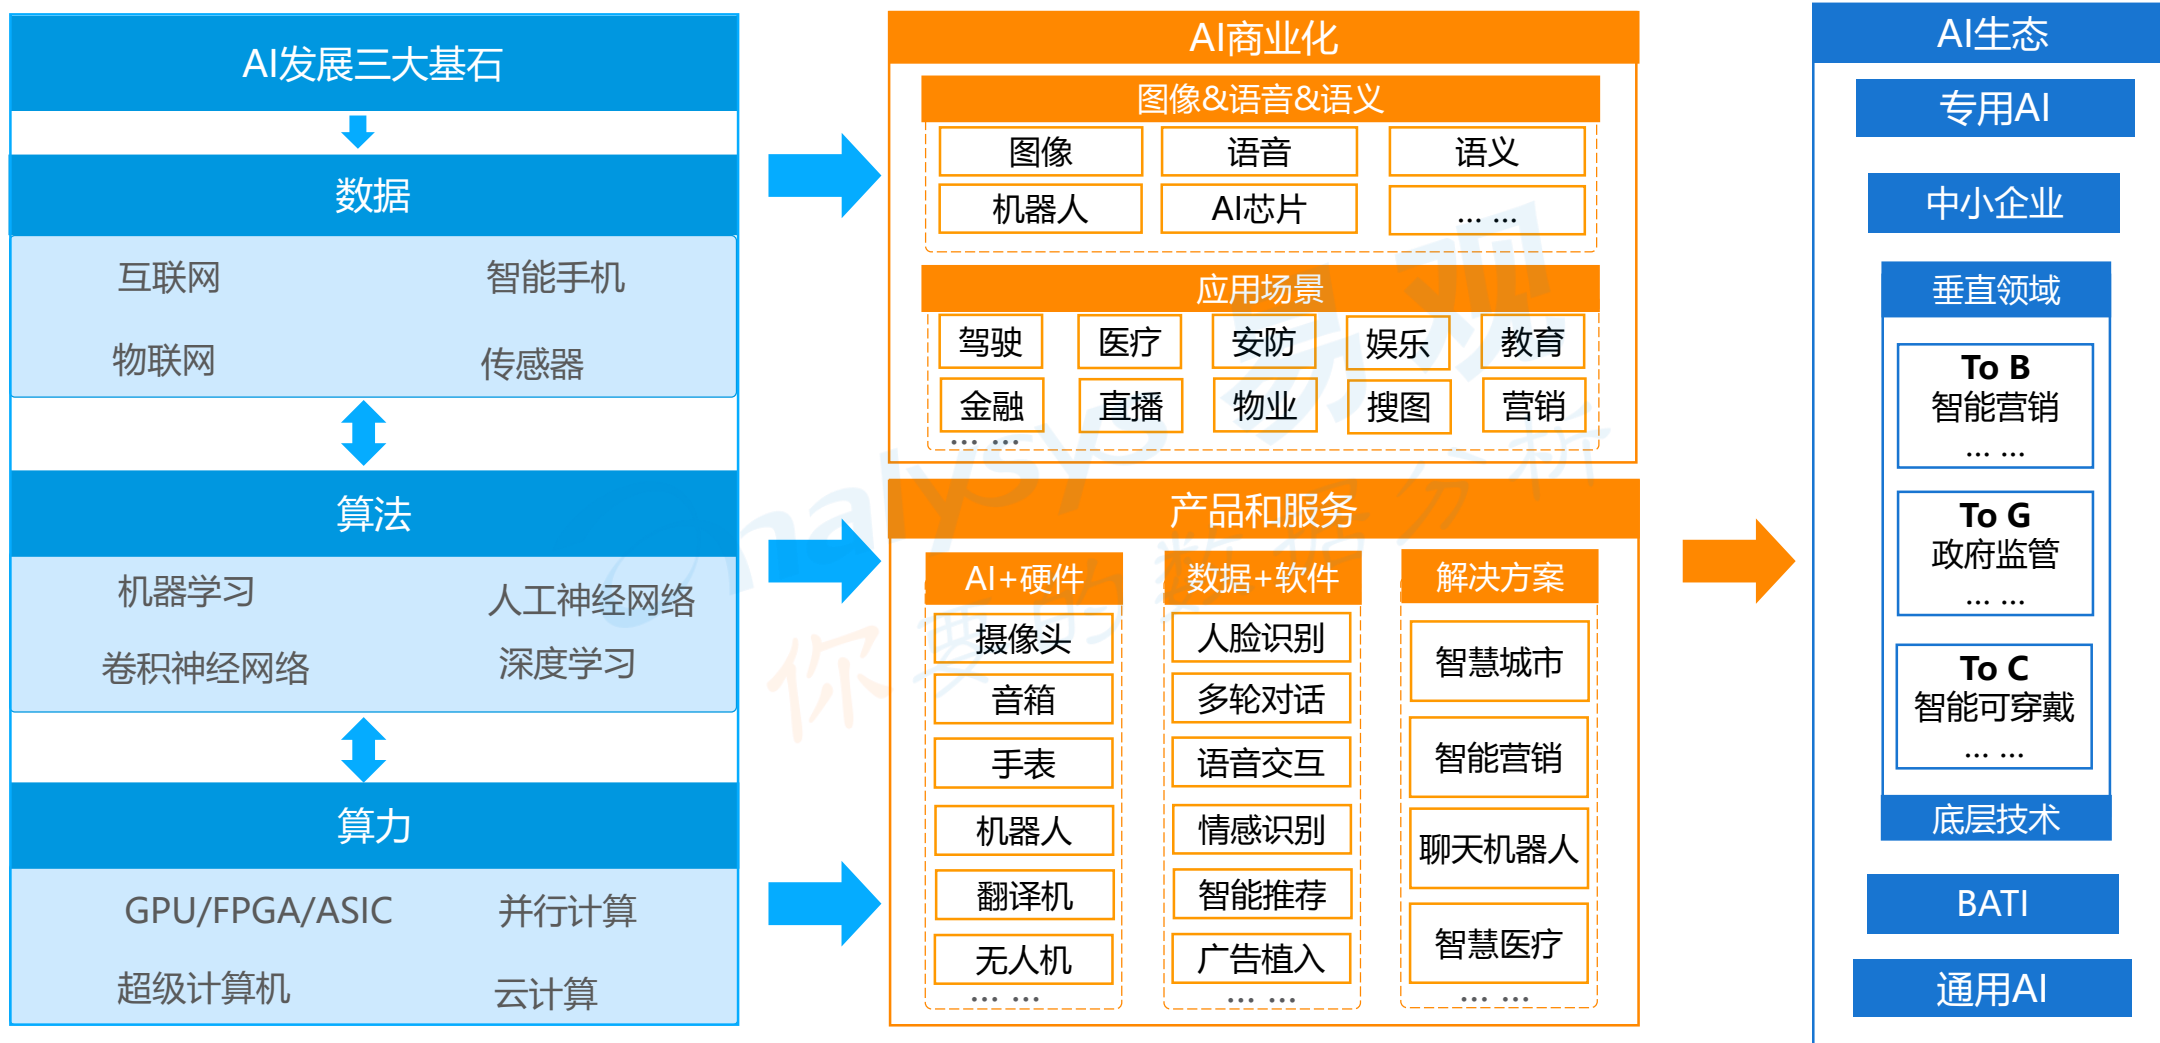 AI发展三大基石
数据
互联网 智能手机
物联网 传感器
算法
机器学习 人工神经网络
卷积神经网络 深度学习
算力
GPU/FPGA/ASIC 并行计算
超级计算机 云计算
AI商业化
图像&语音&语义
图像 语音 语义
机器人 AI芯片 ... ...
应用场景
驾驶 医疗 安防 娱乐 教育
金融 直播 物业 搜图 营销
... ...
产品和服务
AI+硬件
摄像头
音箱
手表
机器人
翻译机
无人机
... ...
数据+软件
人脸识别
多轮对话
语音交互
情感识别
智能推荐
广告植入
... ...
解决方案
智慧城市
智能营销
聊天机器人
智慧医疗
... ...
AI生态
专用AI
中小企业
垂直领域
To B
智能营销
... ...
To G
政府监管
... ...
To C
智能可穿戴
... ...
底层技术
BATI
通用AI
analysys 易观
你要的数据分析